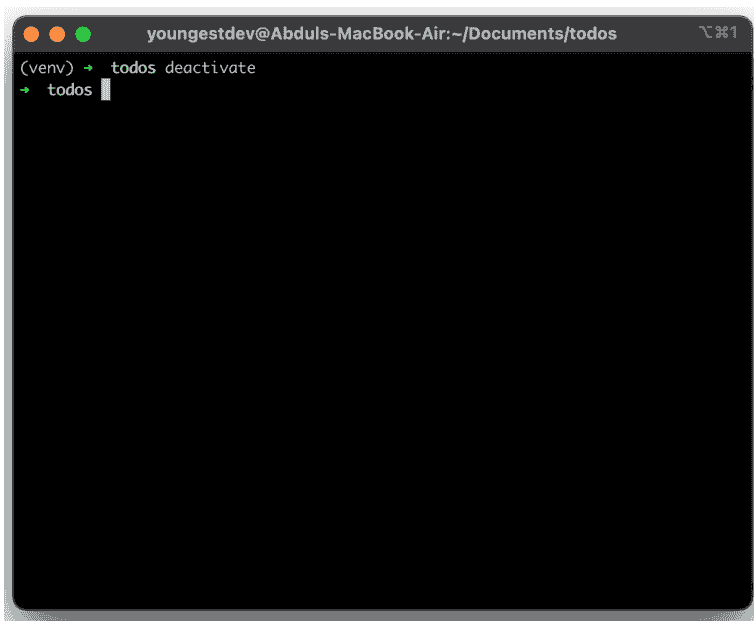 youngestdev@Abduls-MacBook-Air:~/Documents/todos ⌥⌘1
(venv) → todos deactivate
→ todos